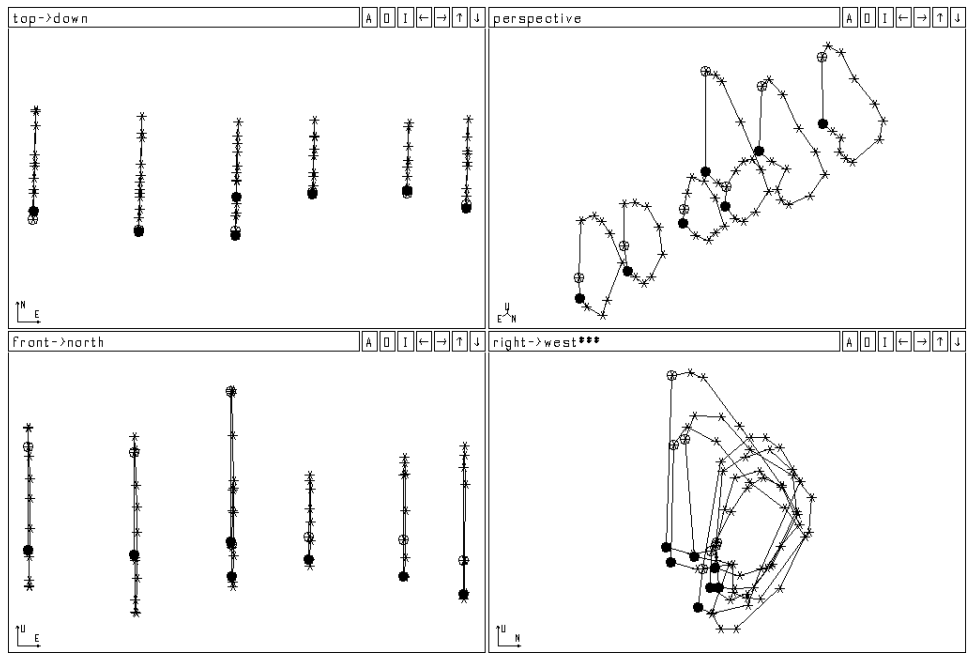 top->down A O I ← → ↑ ↓
perspective A O I ← → ↑ ↓
N
E
U
E N
front->north A O I ← → ↑ ↓
right->west*** A O I ← → ↑ ↓
U
E
U
N